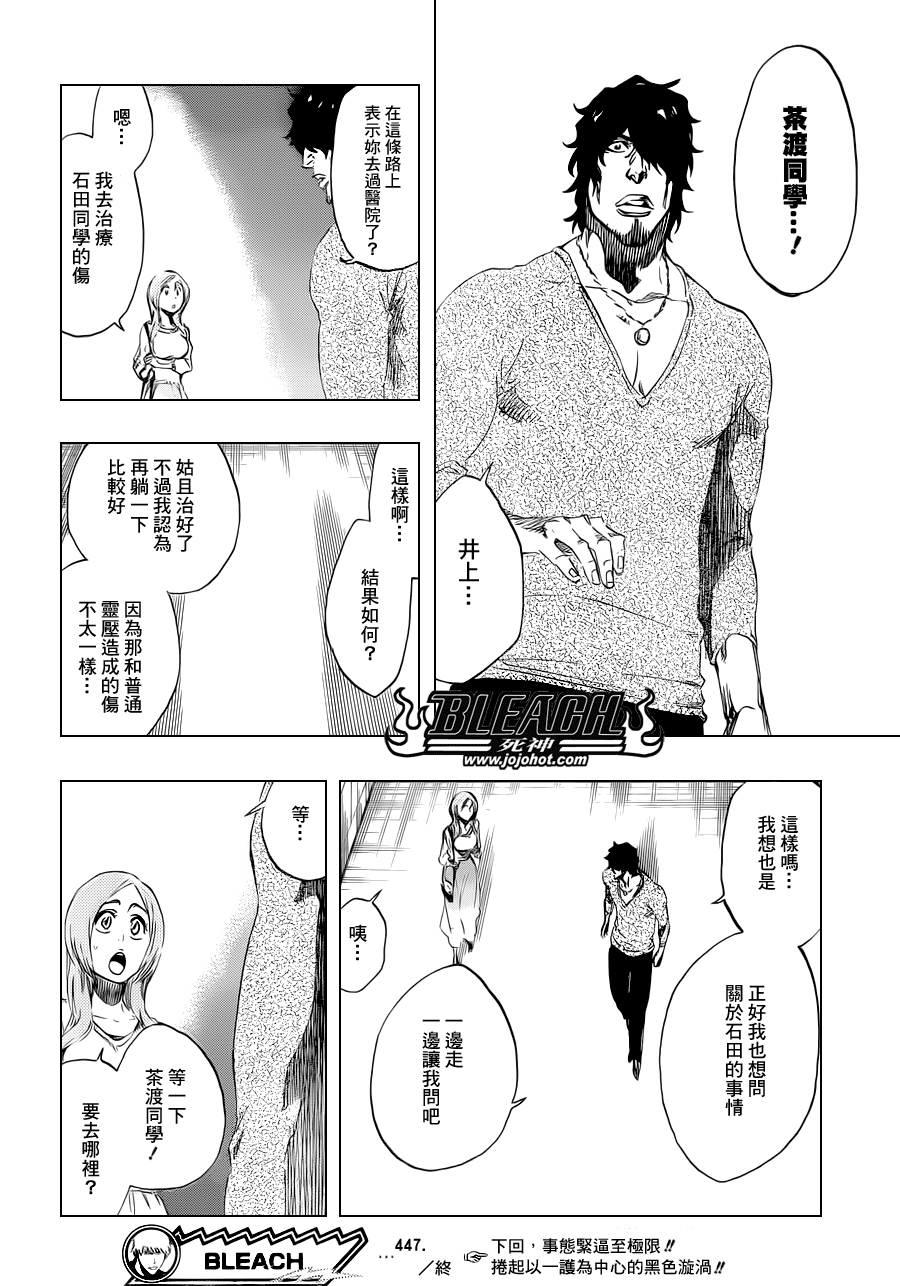 茶渡同學…！
井上…
在這條路上
表示妳去過醫院了？
嗯…
我去治療
石田同學的傷
這樣啊…
結果如何？
姑且治好了
不過我認為
再躺一下
比較好
因為那和普通
靈壓造成的傷
不太一樣…
BLEACH
死神
www.jojohot.com
這樣嗎…
我想也是
正好我也想問
關於石田的事情
一邊走
一邊讓我問吧
咦…
等…
等一下
茶渡同學！
要去哪裡？
BLEACH
…
447.
／終
☞下回，事態緊逼至極限!!
捲起以一護為中心的黑色漩渦!!